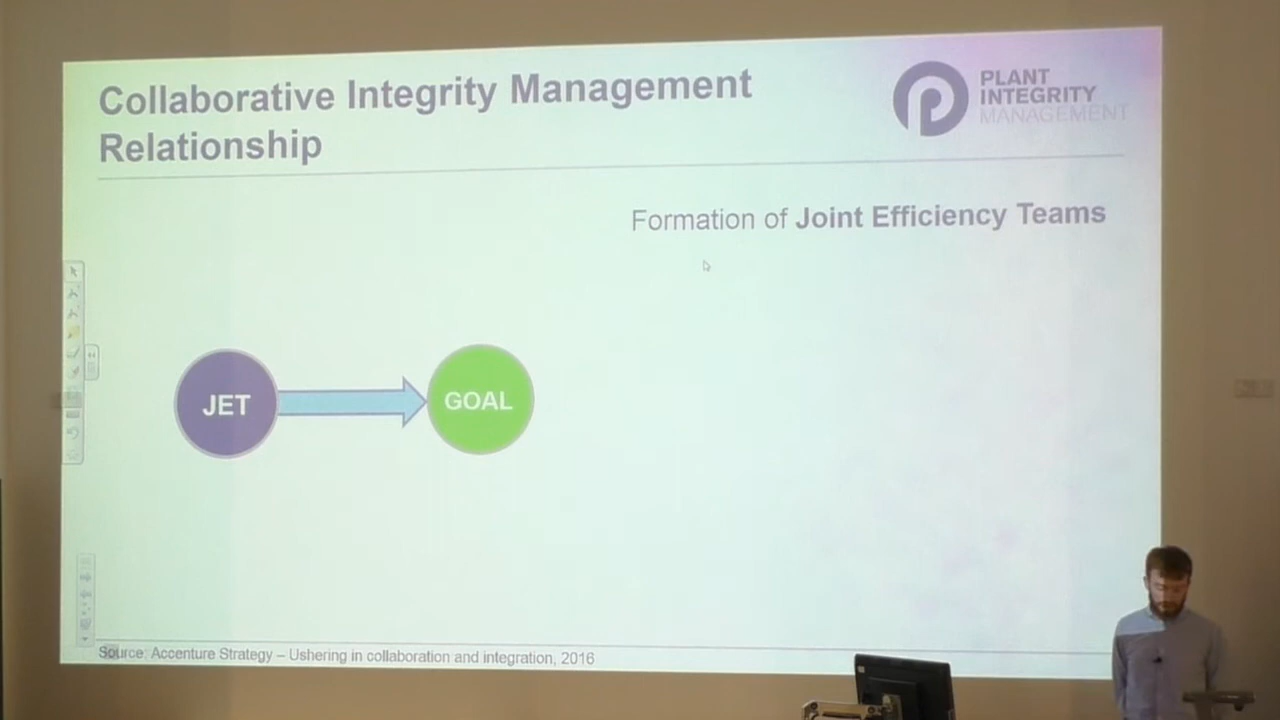 Collaborative Integrity Management
Relationship
PLANT
INTEGRITY
MANAGEMENT
Formation of Joint Efficiency Teams
JET
GOAL
Source: Accenture Strategy – Ushering in collaboration and integration, 2016